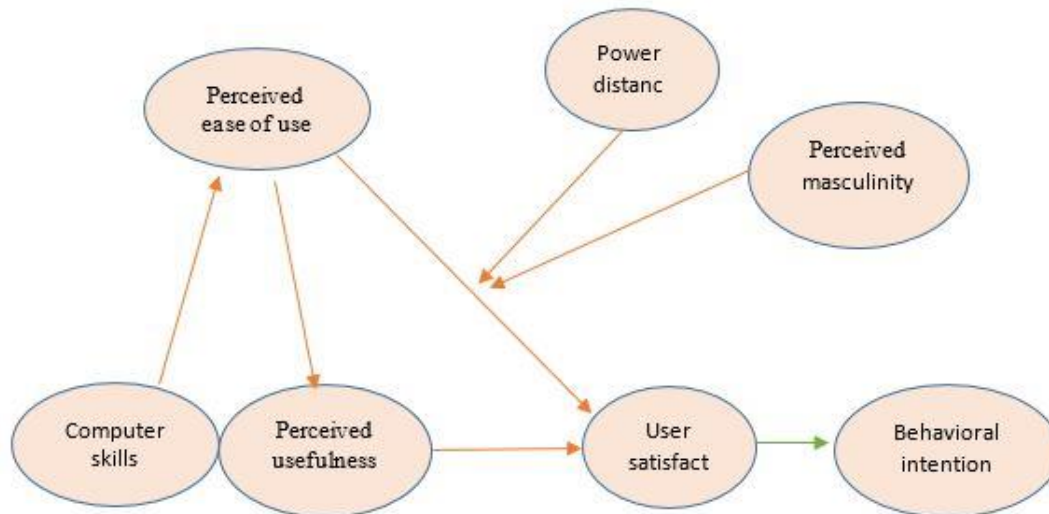 Perceived
ease of use
Power
distanc
Perceived
masculinity
Computer
skills
Perceived
usefulness
User
satisfact
Behavioral
intention